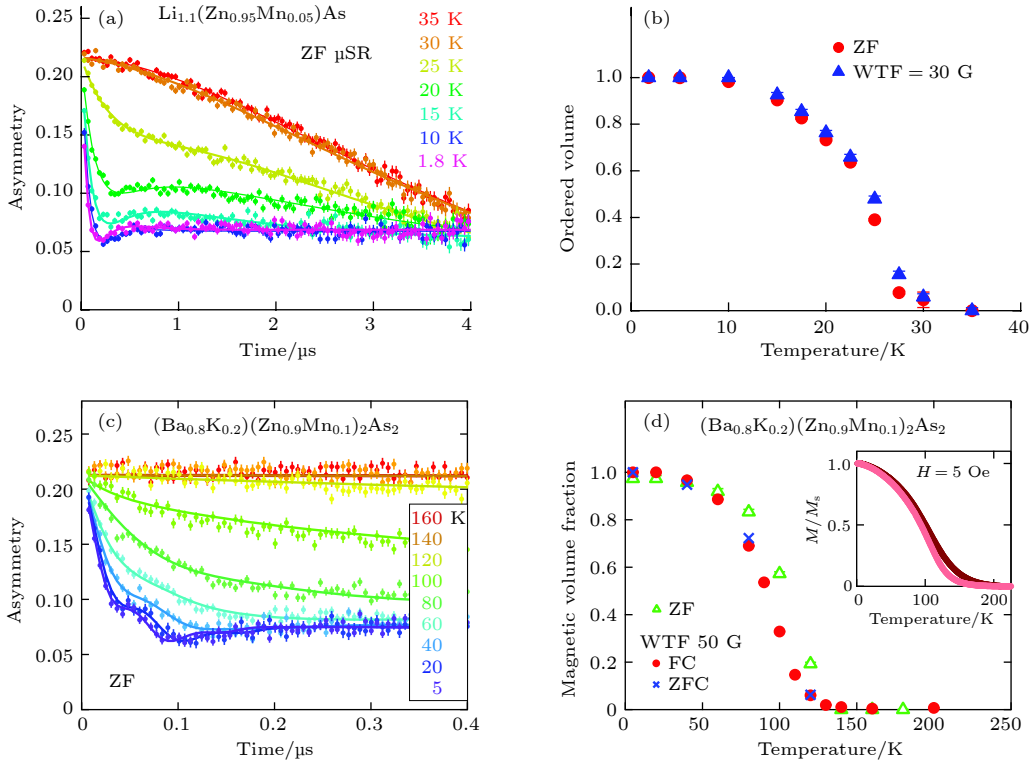 (a)
Li1.1(Zn0.95Mn0.05)As
ZF µSR
35 K
30 K
25 K
20 K
15 K
10 K
1.8 K
Asymmetry
0.25
0.20
0.15
0.10
0.05
0
0
1
2
3
4
Time/µs
(b)
ZF
WTF = 30 G
Ordered volume
1.0
0.8
0.6
0.4
0.2
0.0
0
10
20
30
40
Temperature/K
(c)
(Ba0.8K0.2)(Zn0.9Mn0.1)2As2
Asymmetry
0.25
0.20
0.15
0.10
0.05
0
160 K
140
120
100
80
60
40
20
5
ZF
0
0.1
0.2
0.3
0.4
Time/µs
(d)
(Ba0.8K0.2)(Zn0.9Mn0.1)2As2
Magnetic volume fraction
1.0
0.8
0.6
0.4
0.2
0
H = 5 Oe
M/Ms
1.0
0.5
0
0
100
200
Temperature/K
ZF
WTF 50 G
FC
ZFC
0
50
100
150
200
250
Temperature/K